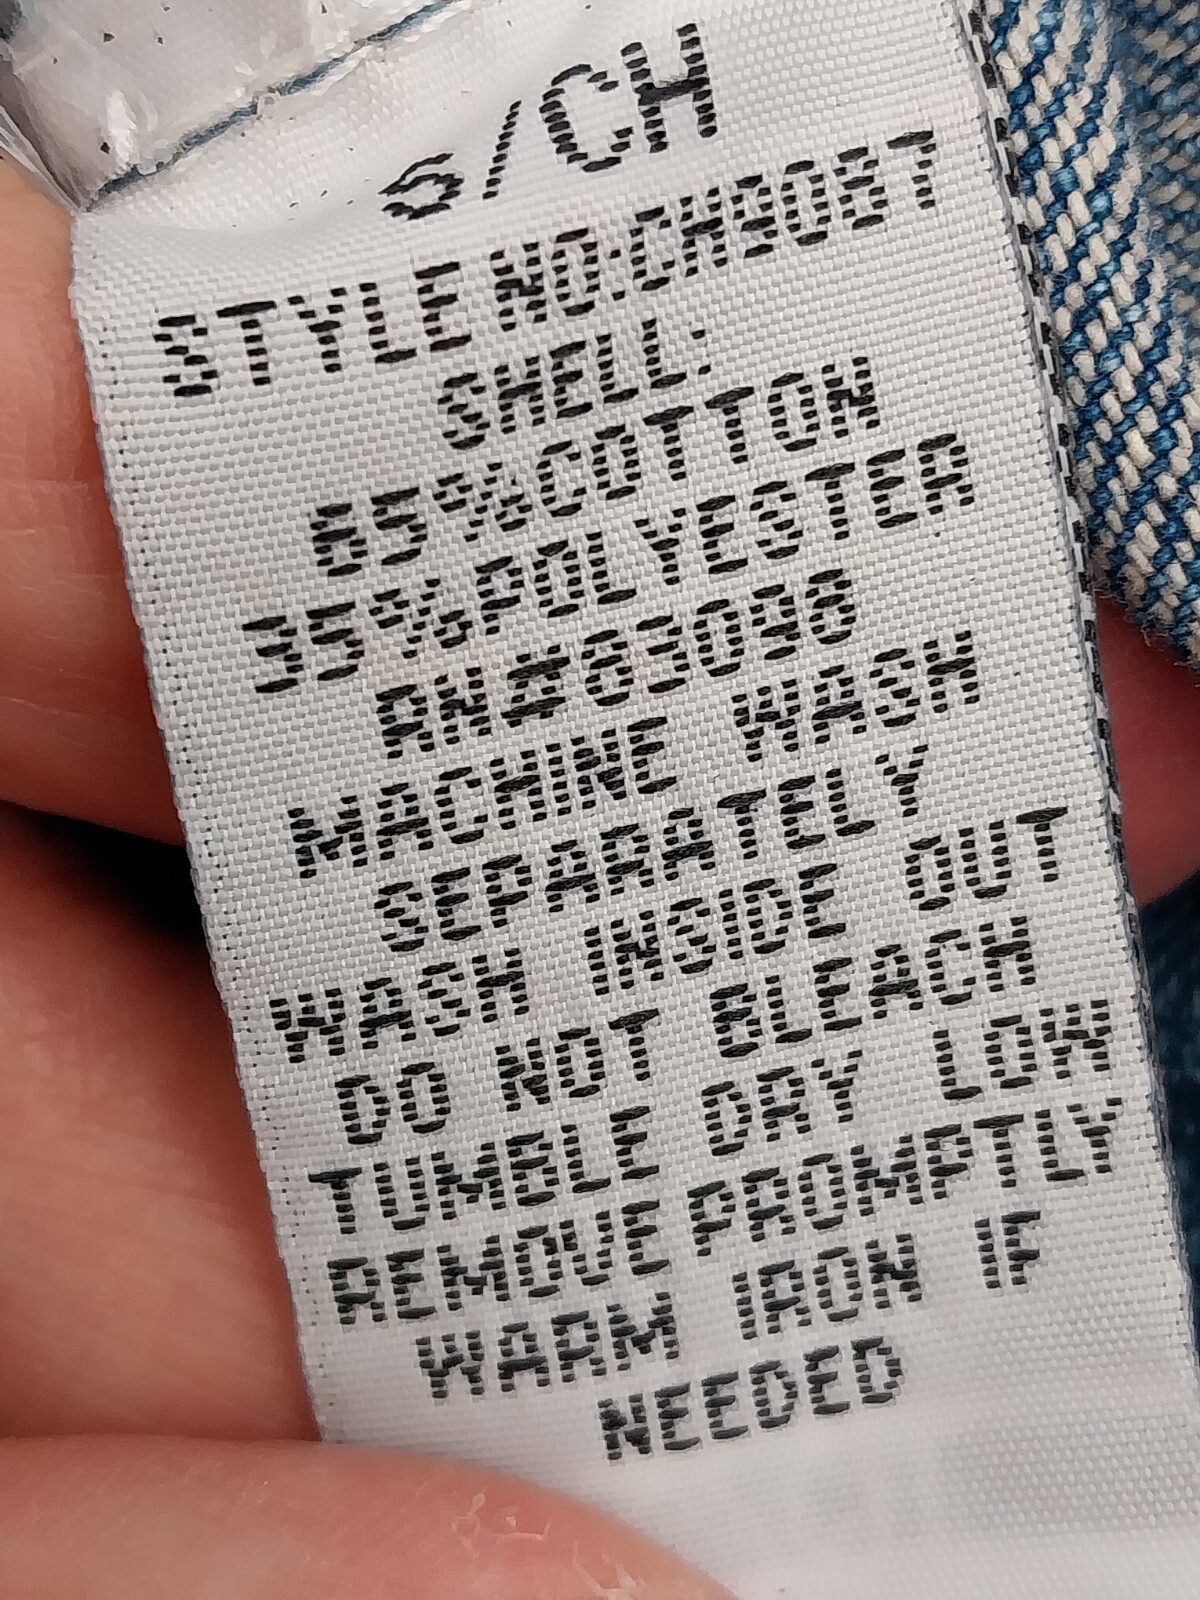 S/CH
STYLE NO:CH9087
SHELL:
65%COTTON
35%POLYESTER
RN#83098
MACHINE WASH
SEPARATELY
WASH INSIDE OUT
DO NOT BLEACH
TUMBLE DRY LOW
REMOVE PROMPTLY
WARM IRON IF
NEEDED